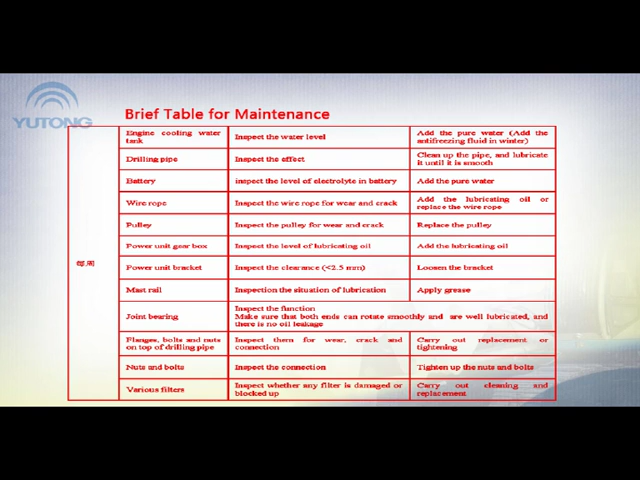 YUTONG
Brief Table for Maintenance
每周
Engine cooling water
tank
Inspect the water level
Add the pure water (Add the
antifreezing fluid in winter)
Drilling pipe
Inspect the effect
Clean up the pipe, and lubricate
it until it is smooth
Battery
inspect the level of electrolyte in battery
Add the pure water
Wire rope
Inspect the wire rope for wear and crack
Add the lubricating oil or
replace the wire rope
Pulley
Inspect the pulley for wear and crack
Replace the pulley
Power unit gear box
Inspect the level of lubricating oil
Add the lubricating oil
Power unit bracket
Inspect the clearance (<2.5 mm)
Loosen the bracket
Mast rail
Inspection the situation of lubrication
Apply grease
Joint bearing
Inspect the function
Make sure that both ends can rotate smoothly and are well lubricated, and
there is no oil leakage
Flanges, bolts and nuts
on top of drilling pipe
Inspect them for wear, crack and
connection
Carry out replacement or
tightening
Nuts and bolts
Inspect the connection
Tighten up the nuts and bolts
Various filters
Inspect whether any filter is damaged or
blocked up
Carry out cleaning and
replacement